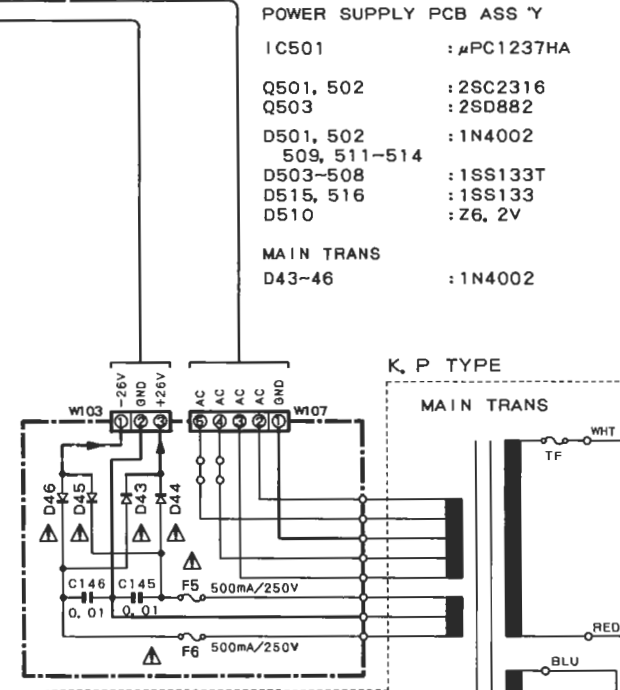 POWER SUPPLY PCB ASS'Y
IC501 :μPC1237HA
Q501, 502 :2SC2316
Q503 :2SD882
D501, 502 :1N4002
509, 511~514
D503~508 :1SS133T
D515, 516 :1SS133
D510 :Z6.2V
MAIN TRANS
D43~46 :1N4002
K, P TYPE
MAIN TRANS
-26V GND +26V
AC AC AC AC GND
W103 1 2 3
5 4 3 2 1 W107
WHT
TF
D46 D45 D43 D44
C146 C145
0.01 0.01
F5 500mA/250V
F6 500mA/250V
RED
BLU